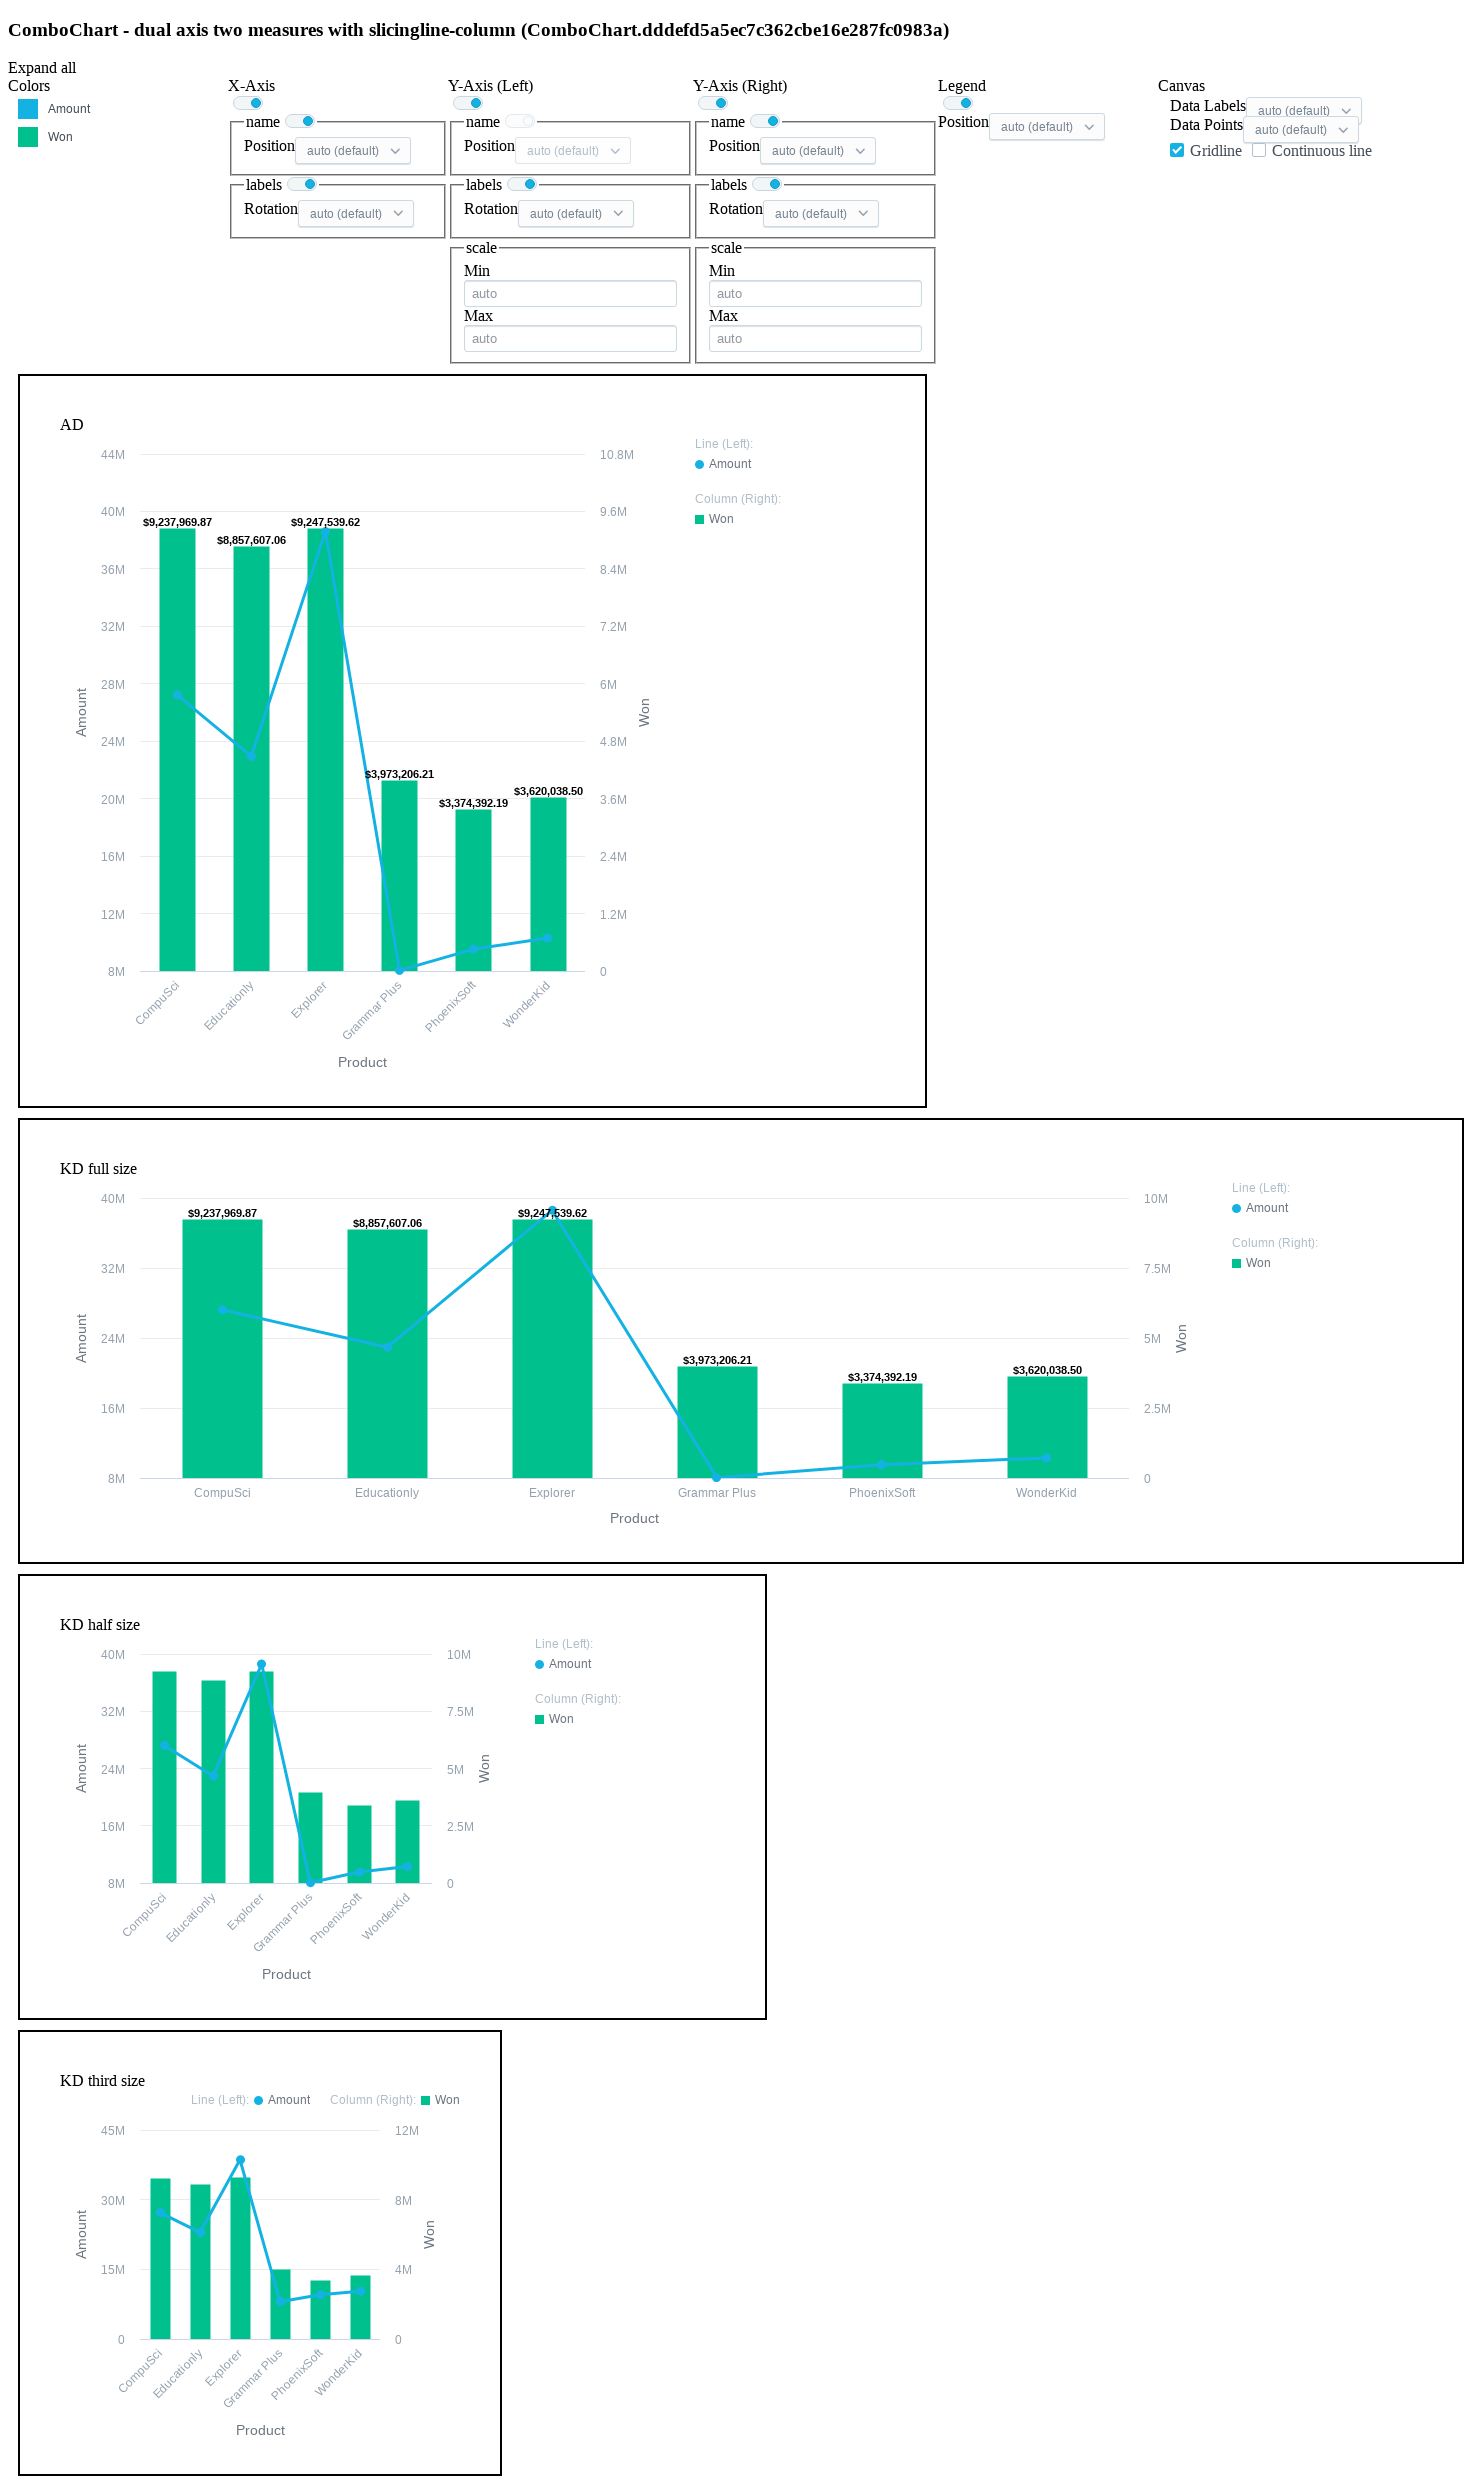 ComboChart - dual axis two measures with slicingline-column (ComboChart.dddefd5a5ec7c362cbe16e287fc0983a)
Expand all
Colors
Amount
Won
X-Axis
name
Position auto (default)
labels
Rotation auto (default)
Y-Axis (Left)
name
Position auto (default)
labels
Rotation auto (default)
scale
Min
auto
Max
auto
Y-Axis (Right)
name
Position auto (default)
labels
Rotation auto (default)
scale
Min
auto
Max
auto
Legend
Position auto (default)
Canvas
Data Labels auto (default)
Data Points auto (default)
Gridline Continuous line
AD
44M
40M
36M
32M
28M
24M
20M
16M
12M
8M
Amount
$9,237,969.87
$8,857,607.06
$9,247,539.62
$3,973,206.21
$3,374,392.19
$3,620,038.50
10.8M
9.6M
8.4M
7.2M
6M
4.8M
3.6M
2.4M
1.2M
0
Won
CompuSci
Educationly
Explorer
Grammar Plus
PhoenixSoft
WonderKid
Product
Line (Left):
Amount
Column (Right):
Won
KD full size
40M
32M
24M
16M
8M
Amount
$9,237,969.87
$8,857,607.06
$9,247,539.62
$3,973,206.21
$3,374,392.19
$3,620,038.50
10M
7.5M
5M
2.5M
0
Won
CompuSci
Educationly
Explorer
Grammar Plus
PhoenixSoft
WonderKid
Product
Line (Left):
Amount
Column (Right):
Won
KD half size
40M
32M
24M
16M
8M
Amount
10M
7.5M
5M
2.5M
0
Won
CompuSci
Educationly
Explorer
Grammar Plus
PhoenixSoft
WonderKid
Product
Line (Left):
Amount
Column (Right):
Won
KD third size
Line (Left): Amount Column (Right): Won
45M
30M
15M
0
Amount
12M
8M
4M
0
Won
CompuSci
Educationly
Explorer
Grammar Plus
PhoenixSoft
WonderKid
Product